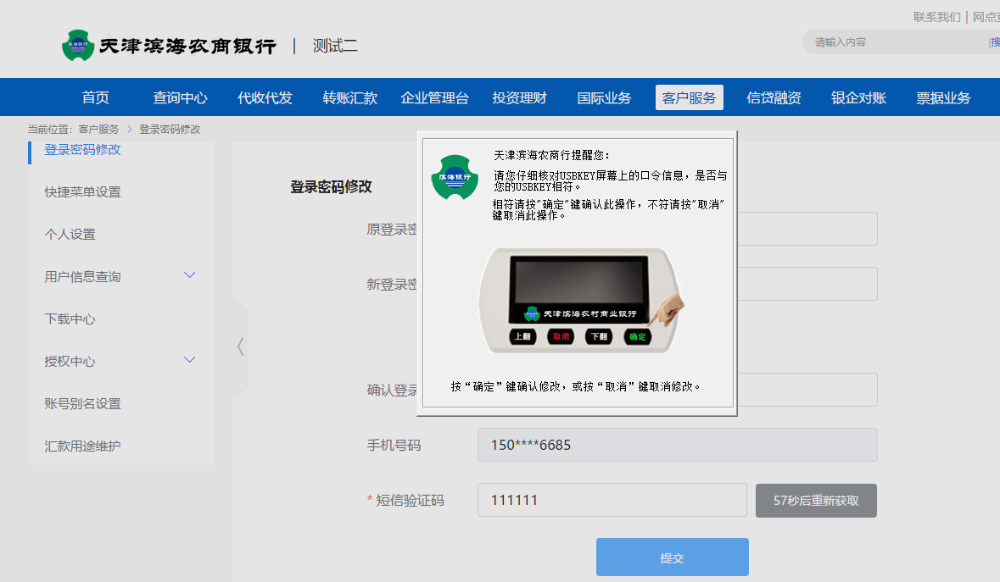 联系我们 | 网点
滨海银行 天津滨海农商银行 | 测试二
请输入内容
首页 查询中心 代收代发 转账汇款 企业管理台 投资理财 国际业务 客户服务 信贷融资 银企对账 票据业务
当前位置: 客户服务 > 登录密码修改
登录密码修改
快捷菜单设置
个人设置
用户信息查询
下载中心
授权中心
账号别名设置
汇款用途维护
登录密码修改
原登录密
新登录密
确认登录
手机号码 150****6685
* 短信验证码 111111 57秒后重新获取
提交
滨海银行
天津滨海农商行提醒您:
请您仔细核对USBKEY屏幕上的口令信息，是否与
您的USBKEY相符。
相符请按"确定"键确认此操作，不符请按"取消"
键取消此操作。
天津滨海农村商业银行
上翻 取消 下翻 确定
按“确定”键确认修改，或按“取消”键取消修改。